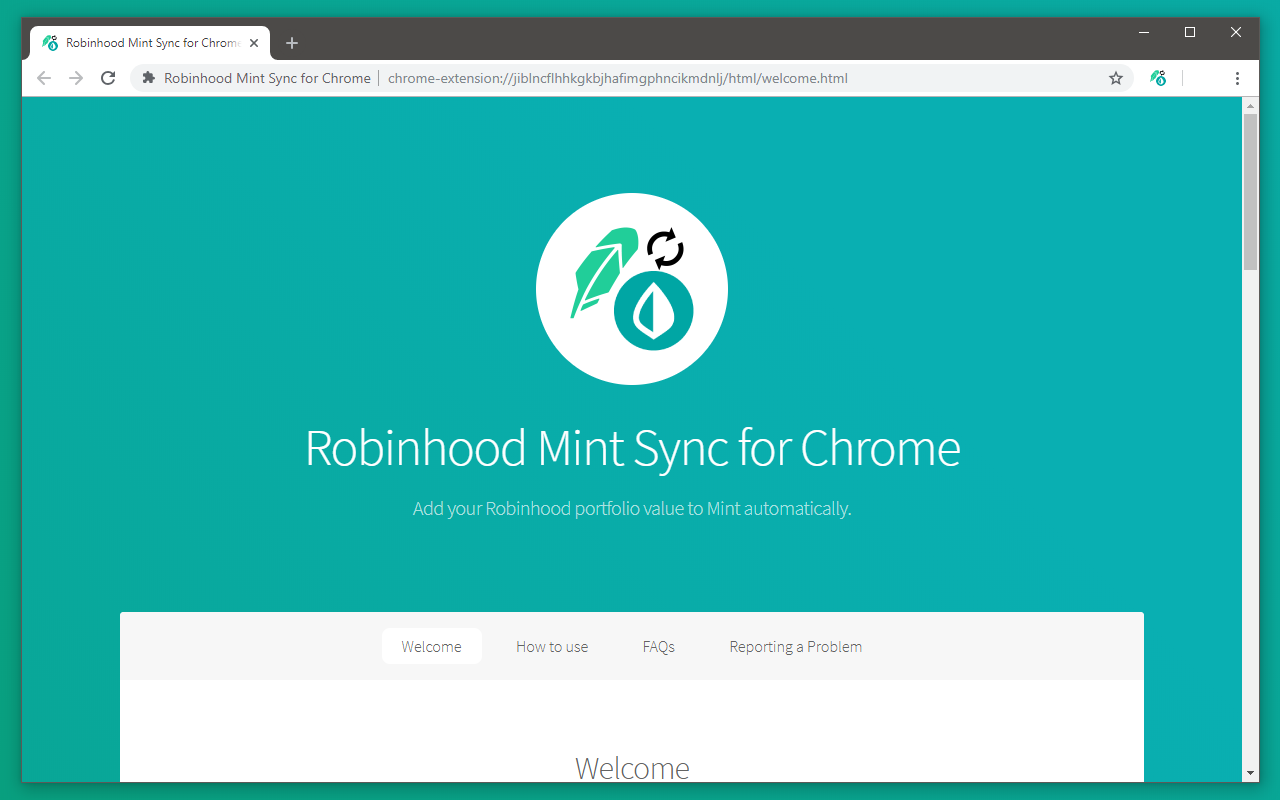 Robinhood Mint Sync for Chrome
Robinhood Mint Sync for Chrome | chrome-extension://jiblncflhhkgkbjhafimgphncikmdnlj/html/welcome.html
Robinhood Mint Sync for Chrome
Add your Robinhood portfolio value to Mint automatically.
Welcome How to use FAQs Reporting a Problem
Welcome